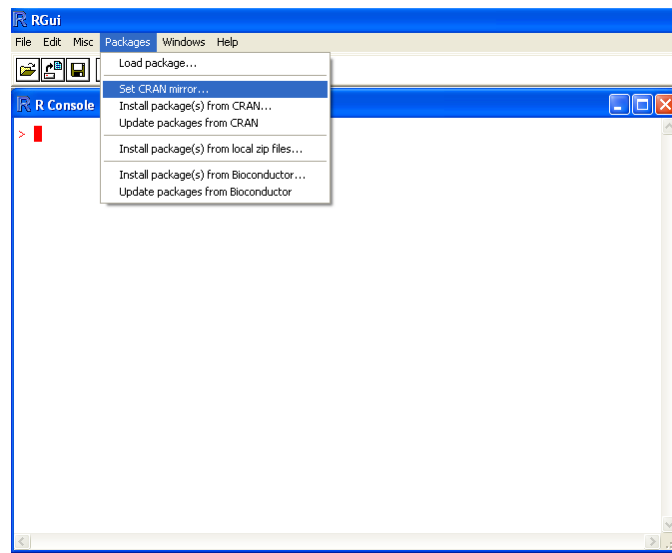 RGui
File Edit Misc Packages Windows Help
Load package...
Set CRAN mirror...
Install package(s) from CRAN...
Update packages from CRAN
Install package(s) from local zip files...
Install package(s) from Bioconductor...
Update packages from Bioconductor
R Console
>